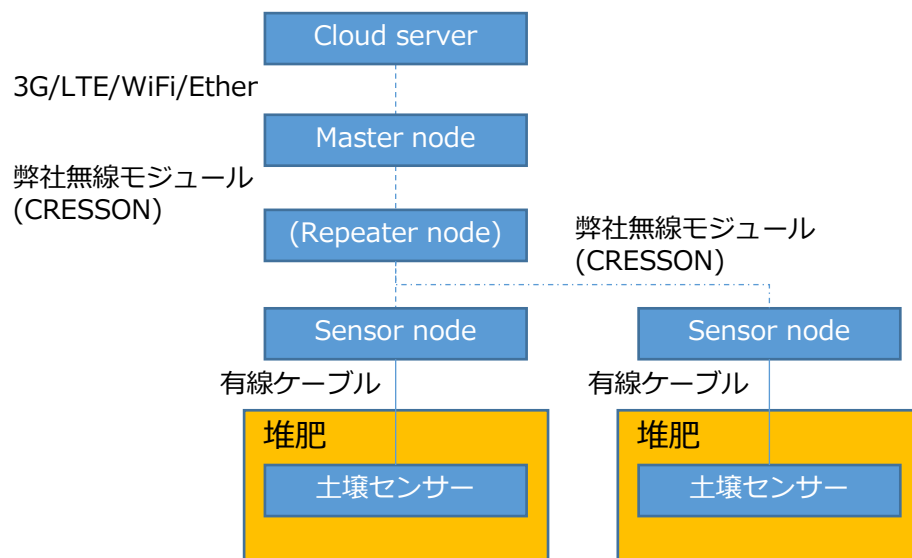 Cloud server
3G/LTE/WiFi/Ether
Master node
弊社無線モジュール
(CRESSON)
(Repeater node)
弊社無線モジュール
(CRESSON)
Sensor node
Sensor node
有線ケーブル
有線ケーブル
堆肥
堆肥
土壌センサー
土壌センサー